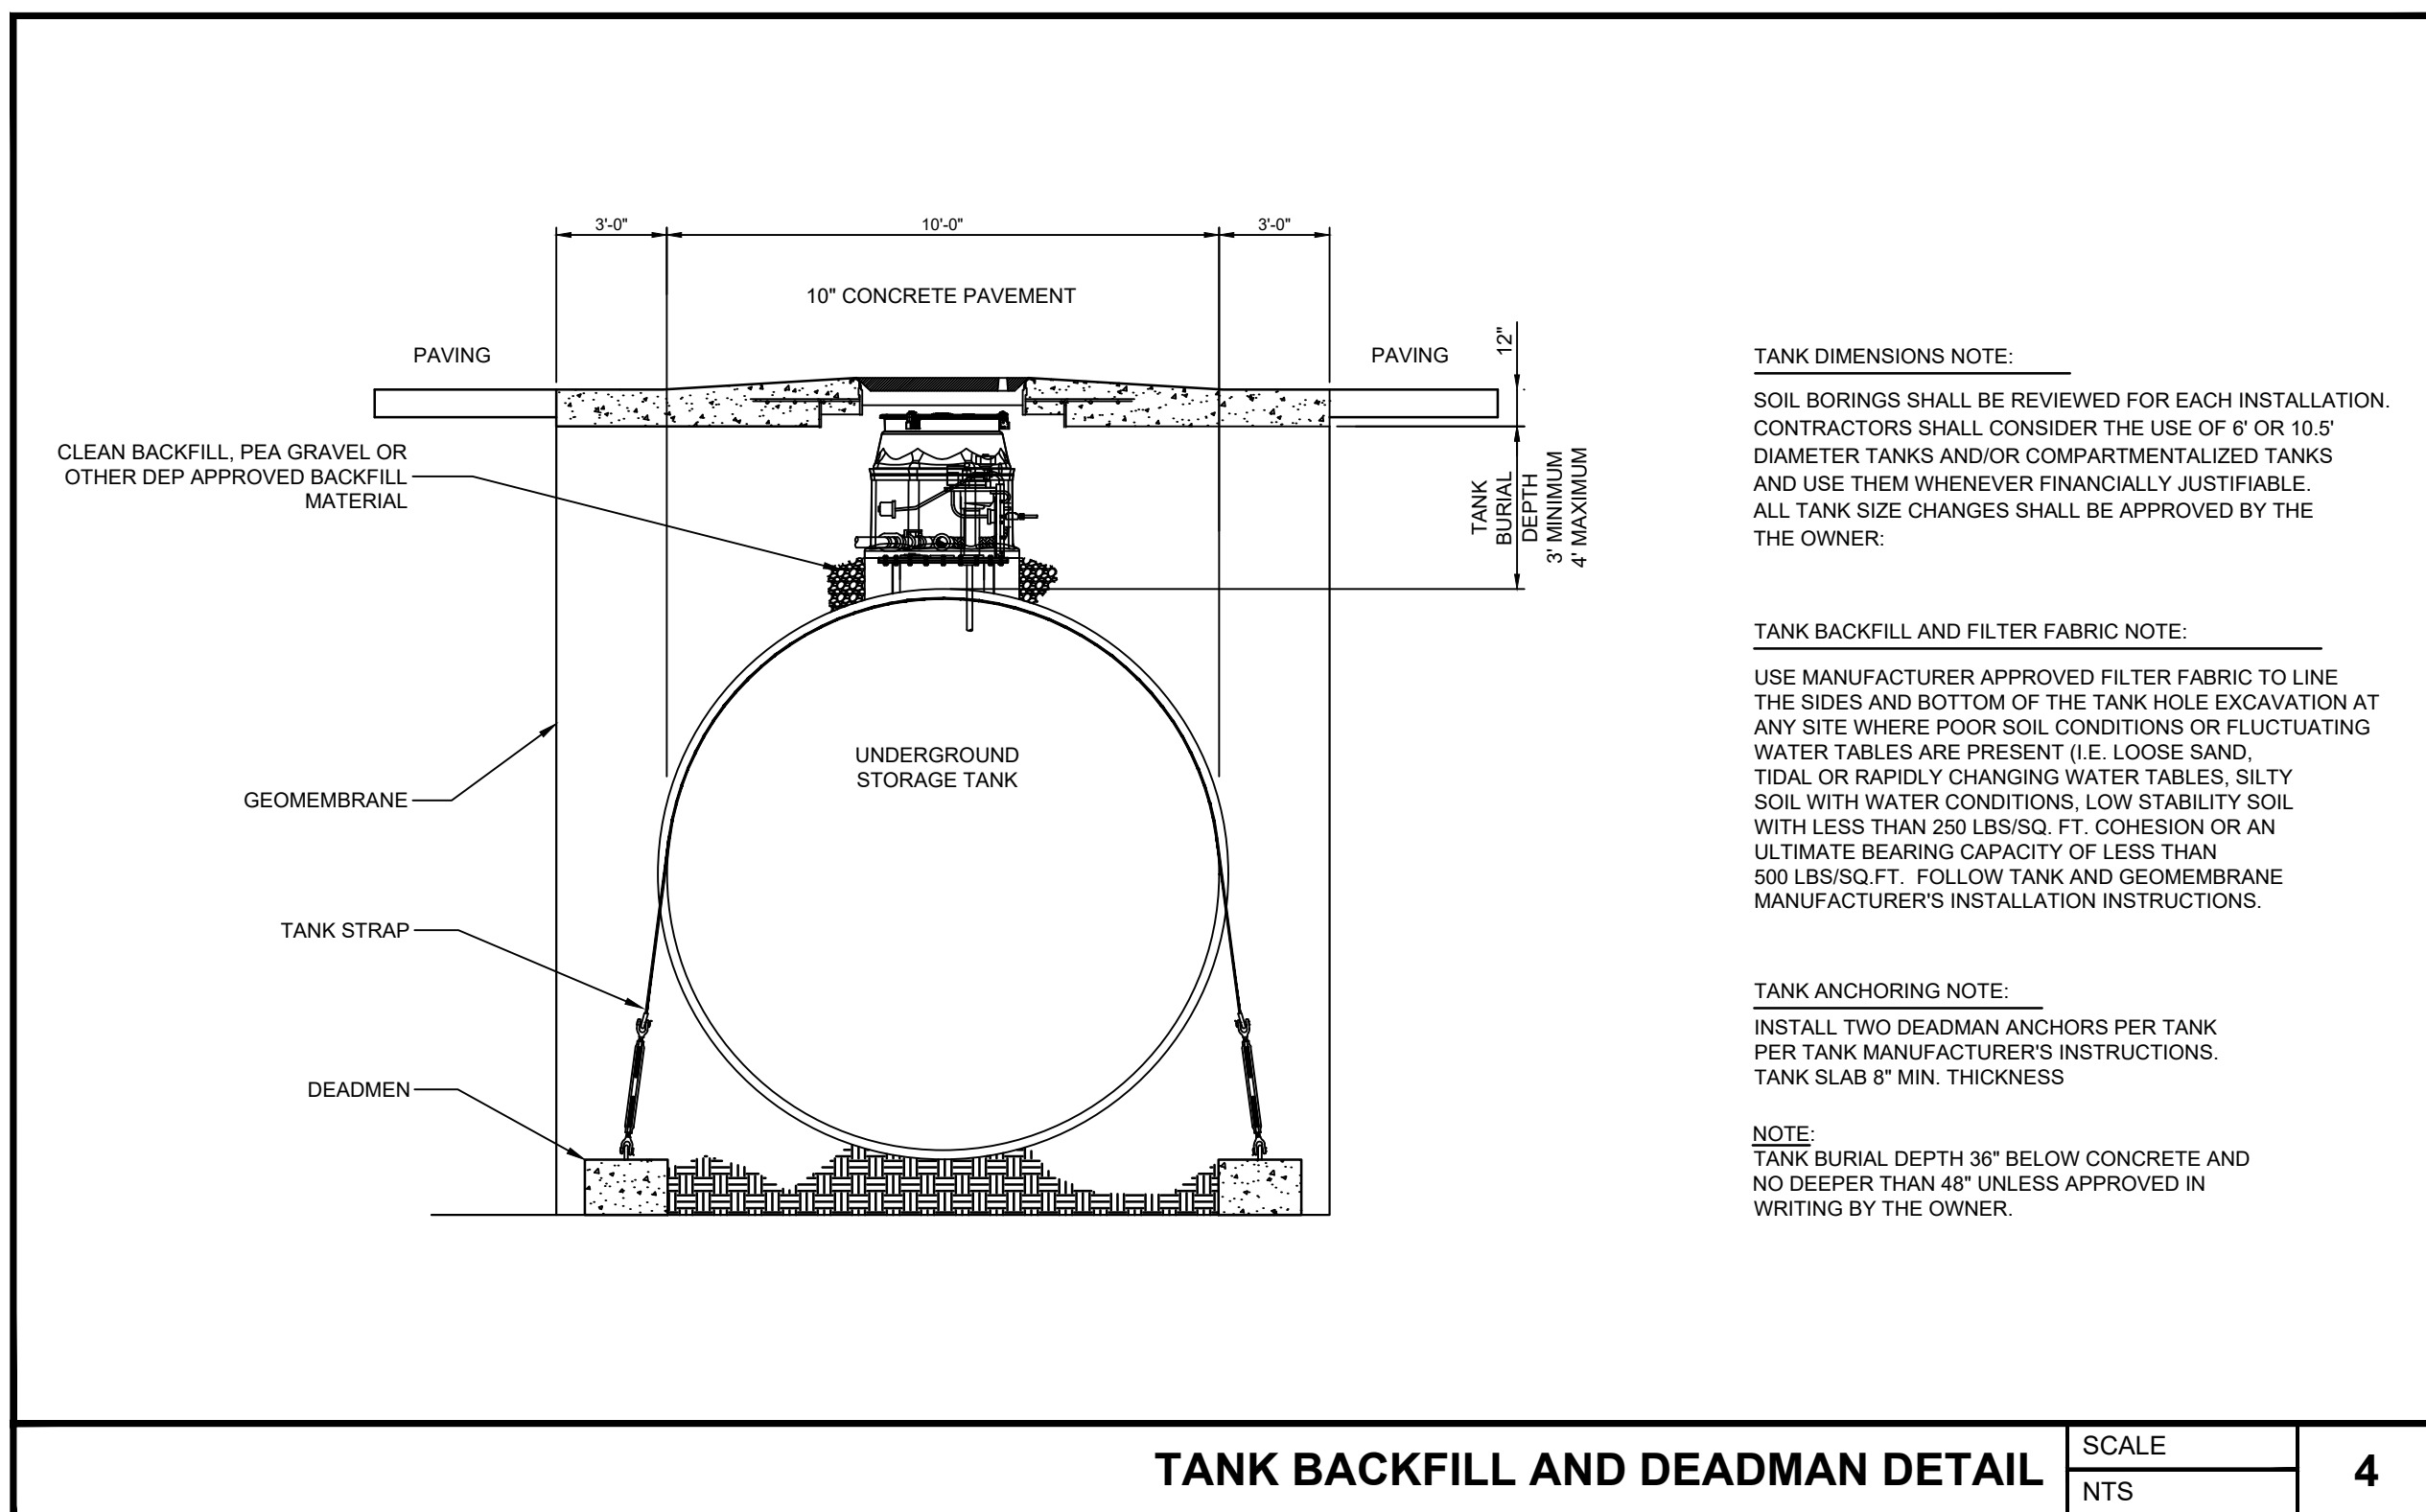 3'-0"
10'-0"
3'-0"
10" CONCRETE PAVEMENT
PAVING
PAVING
12"
CLEAN BACKFILL, PEA GRAVEL OR
OTHER DEP APPROVED BACKFILL
MATERIAL
TANK
BURIAL
DEPTH
3' MINIMUM
4' MAXIMUM
UNDERGROUND
STORAGE TANK
GEOMEMBRANE
TANK STRAP
DEADMEN
TANK DIMENSIONS NOTE:
SOIL BORINGS SHALL BE REVIEWED FOR EACH INSTALLATION.
CONTRACTORS SHALL CONSIDER THE USE OF 6' OR 10.5'
DIAMETER TANKS AND/OR COMPARTMENTALIZED TANKS
AND USE THEM WHENEVER FINANCIALLY JUSTIFIABLE.
ALL TANK SIZE CHANGES SHALL BE APPROVED BY THE
THE OWNER:
TANK BACKFILL AND FILTER FABRIC NOTE:
USE MANUFACTURER APPROVED FILTER FABRIC TO LINE
THE SIDES AND BOTTOM OF THE TANK HOLE EXCAVATION AT
ANY SITE WHERE POOR SOIL CONDITIONS OR FLUCTUATING
WATER TABLES ARE PRESENT (I.E. LOOSE SAND,
TIDAL OR RAPIDLY CHANGING WATER TABLES, SILTY
SOIL WITH WATER CONDITIONS, LOW STABILITY SOIL
WITH LESS THAN 250 LBS/SQ. FT. COHESION OR AN
ULTIMATE BEARING CAPACITY OF LESS THAN
500 LBS/SQ.FT. FOLLOW TANK AND GEOMEMBRANE
MANUFACTURER'S INSTALLATION INSTRUCTIONS.
TANK ANCHORING NOTE:
INSTALL TWO DEADMAN ANCHORS PER TANK
PER TANK MANUFACTURER'S INSTRUCTIONS.
TANK SLAB 8" MIN. THICKNESS
NOTE:
TANK BURIAL DEPTH 36" BELOW CONCRETE AND
NO DEEPER THAN 48" UNLESS APPROVED IN
WRITING BY THE OWNER.
TANK BACKFILL AND DEADMAN DETAIL
SCALE
NTS
4